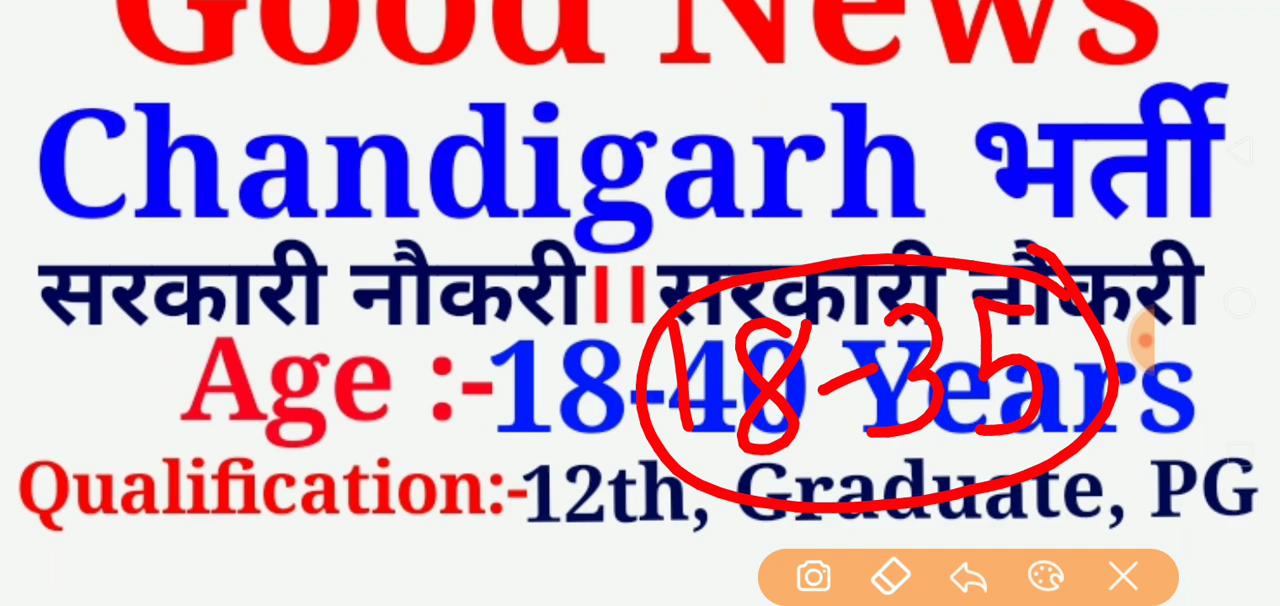 Good News
Chandigarh भर्ती
सरकारी नौकरी।।सरकारी नौकरी
Age :-18-40 Years
18-35
Qualification:-12th, Graduate, PG